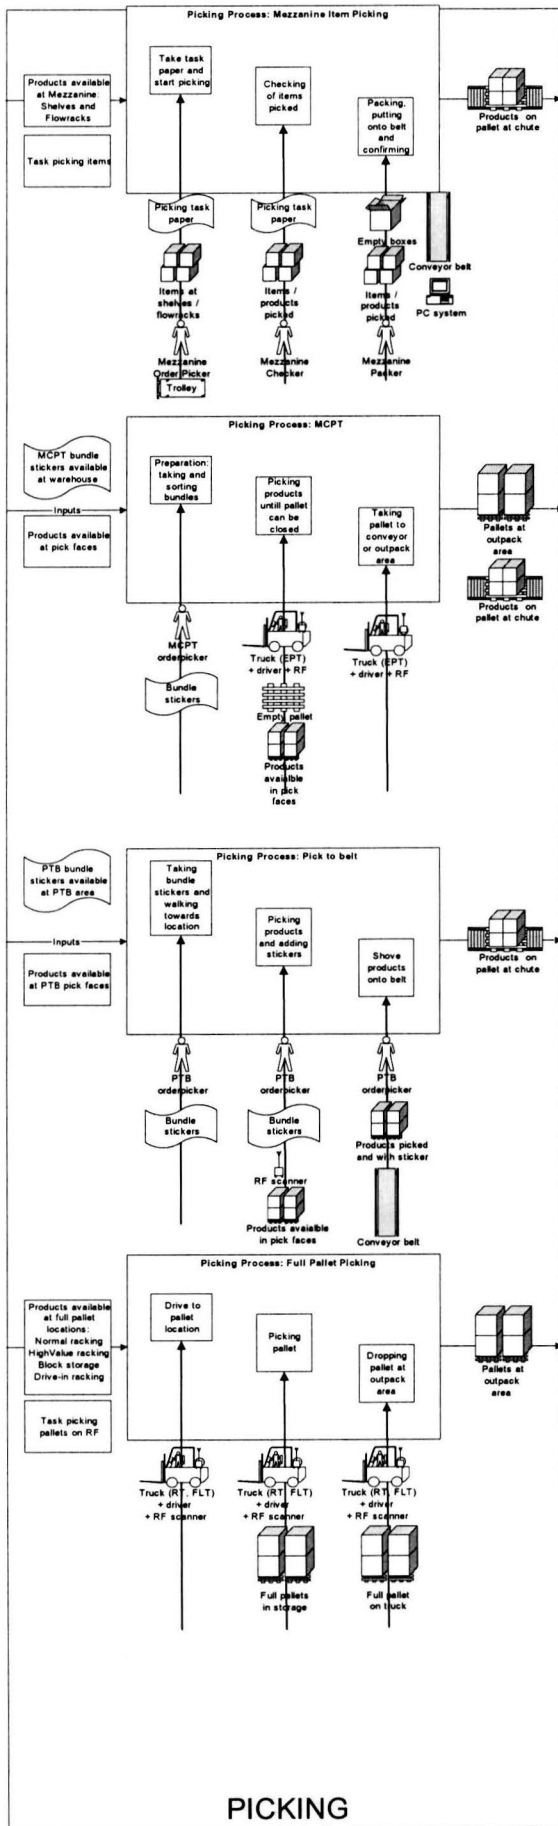 Picking Process: Mezzanine Item Picking
Products available
at Mezzanine:
Shelves and
Flowracks
Task picking items
Take task
paper and
start picking
Checking
of items
picked
Packing,
putting
onto belt
and
confirming
Products on
pallet at chute
Picking task
paper
Picking task
paper
Empty boxes
Conveyor belt
PC system
Items at
shelves /
flowracks
Items /
products
picked
Items /
products
picked
Mezzanine
Order Picker
Trolley
Mezzanine
Checker
Mezzanine
Packer
Picking Process: MCPT
MCPT bundle
stickers available
at warehouse
Inputs
Products available
at pick faces
Preparation:
taking and
sorting
bundles
Picking
products
untill pallet
can be
closed
Taking
pallet to
conveyor
or outpack
area
Pallets at
outpack
area
Products on
pallet at chute
MCPT
orderpicker
Bundle
stickers
Truck (EPT)
+ driver + RF
Empty pallet
Products
avaialble
in pick
faces
Truck (EPT)
+ driver + RF
Picking Process: Pick to belt
PTB bundle
stickers available
at PTB area
Inputs
Products available
at PTB pick faces
Taking
bundle
stickers and
walking
towards
location
Picking
products
and adding
stickers
Shove
products
onto belt
Products on
pallet at chute
PTB
orderpicker
Bundle
stickers
PTB
orderpicker
Bundle
stickers
RF scanner
Products avaialble
in pick faces
PTB
orderpicker
Products picked
and with sticker
Conveyor belt
Picking Process: Full Pallet Picking
Products available
at full pallet
locations:
Normal racking
HighValue racking
Block storage
Drive-in racking
Task picking
pallets on RF
Drive to
pallet
location
Picking
pallet
Dropping
pallet at
outpack
area
Pallets at
outpack
area
Truck (RT, FLT)
+ driver
+ RF scanner
Truck (RT, FLT)
+ driver
+ RF scanner
Full pallets
in storage
Truck (RT, FLT)
+ driver
+ RF scanner
Full pallet
on truck
PICKING